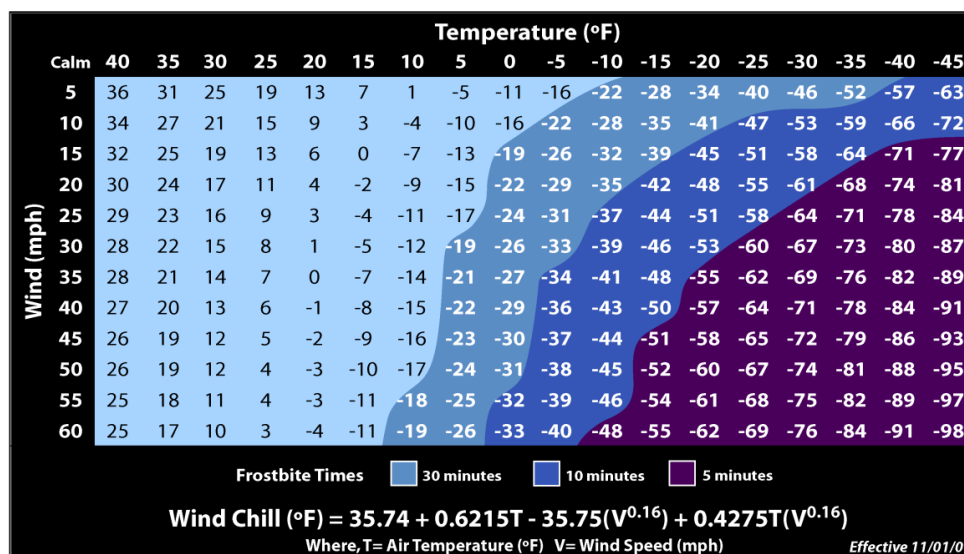 Temperature (ºF)
Calm 40 35 30 25 20 15 10 5 0 -5 -10 -15 -20 -25 -30 -35 -40 -45
Wind (mph)
5 36 31 25 19 13 7 1 -5 -11 -16 -22 -28 -34 -40 -46 -52 -57 -63
10 34 27 21 15 9 3 -4 -10 -16 -22 -28 -35 -41 -47 -53 -59 -66 -72
15 32 25 19 13 6 0 -7 -13 -19 -26 -32 -39 -45 -51 -58 -64 -71 -77
20 30 24 17 11 4 -2 -9 -15 -22 -29 -35 -42 -48 -55 -61 -68 -74 -81
25 29 23 16 9 3 -4 -11 -17 -24 -31 -37 -44 -51 -58 -64 -71 -78 -84
30 28 22 15 8 1 -5 -12 -19 -26 -33 -39 -46 -53 -60 -67 -73 -80 -87
35 28 21 14 7 0 -7 -14 -21 -27 -34 -41 -48 -55 -62 -69 -76 -82 -89
40 27 20 13 6 -1 -8 -15 -22 -29 -36 -43 -50 -57 -64 -71 -78 -84 -91
45 26 19 12 5 -2 -9 -16 -23 -30 -37 -44 -51 -58 -65 -72 -79 -86 -93
50 26 19 12 4 -3 -10 -17 -24 -31 -38 -45 -52 -60 -67 -74 -81 -88 -95
55 25 18 11 4 -3 -11 -18 -25 -32 -39 -46 -54 -61 -68 -75 -82 -89 -97
60 25 17 10 3 -4 -11 -19 -26 -33 -40 -48 -55 -62 -69 -76 -84 -91 -98
Frostbite Times 30 minutes 10 minutes 5 minutes
Wind Chill (ºF) = 35.74 + 0.6215T - 35.75(V^0.16) + 0.4275T(V^0.16)
Where, T= Air Temperature (ºF) V= Wind Speed (mph) Effective 11/01/0